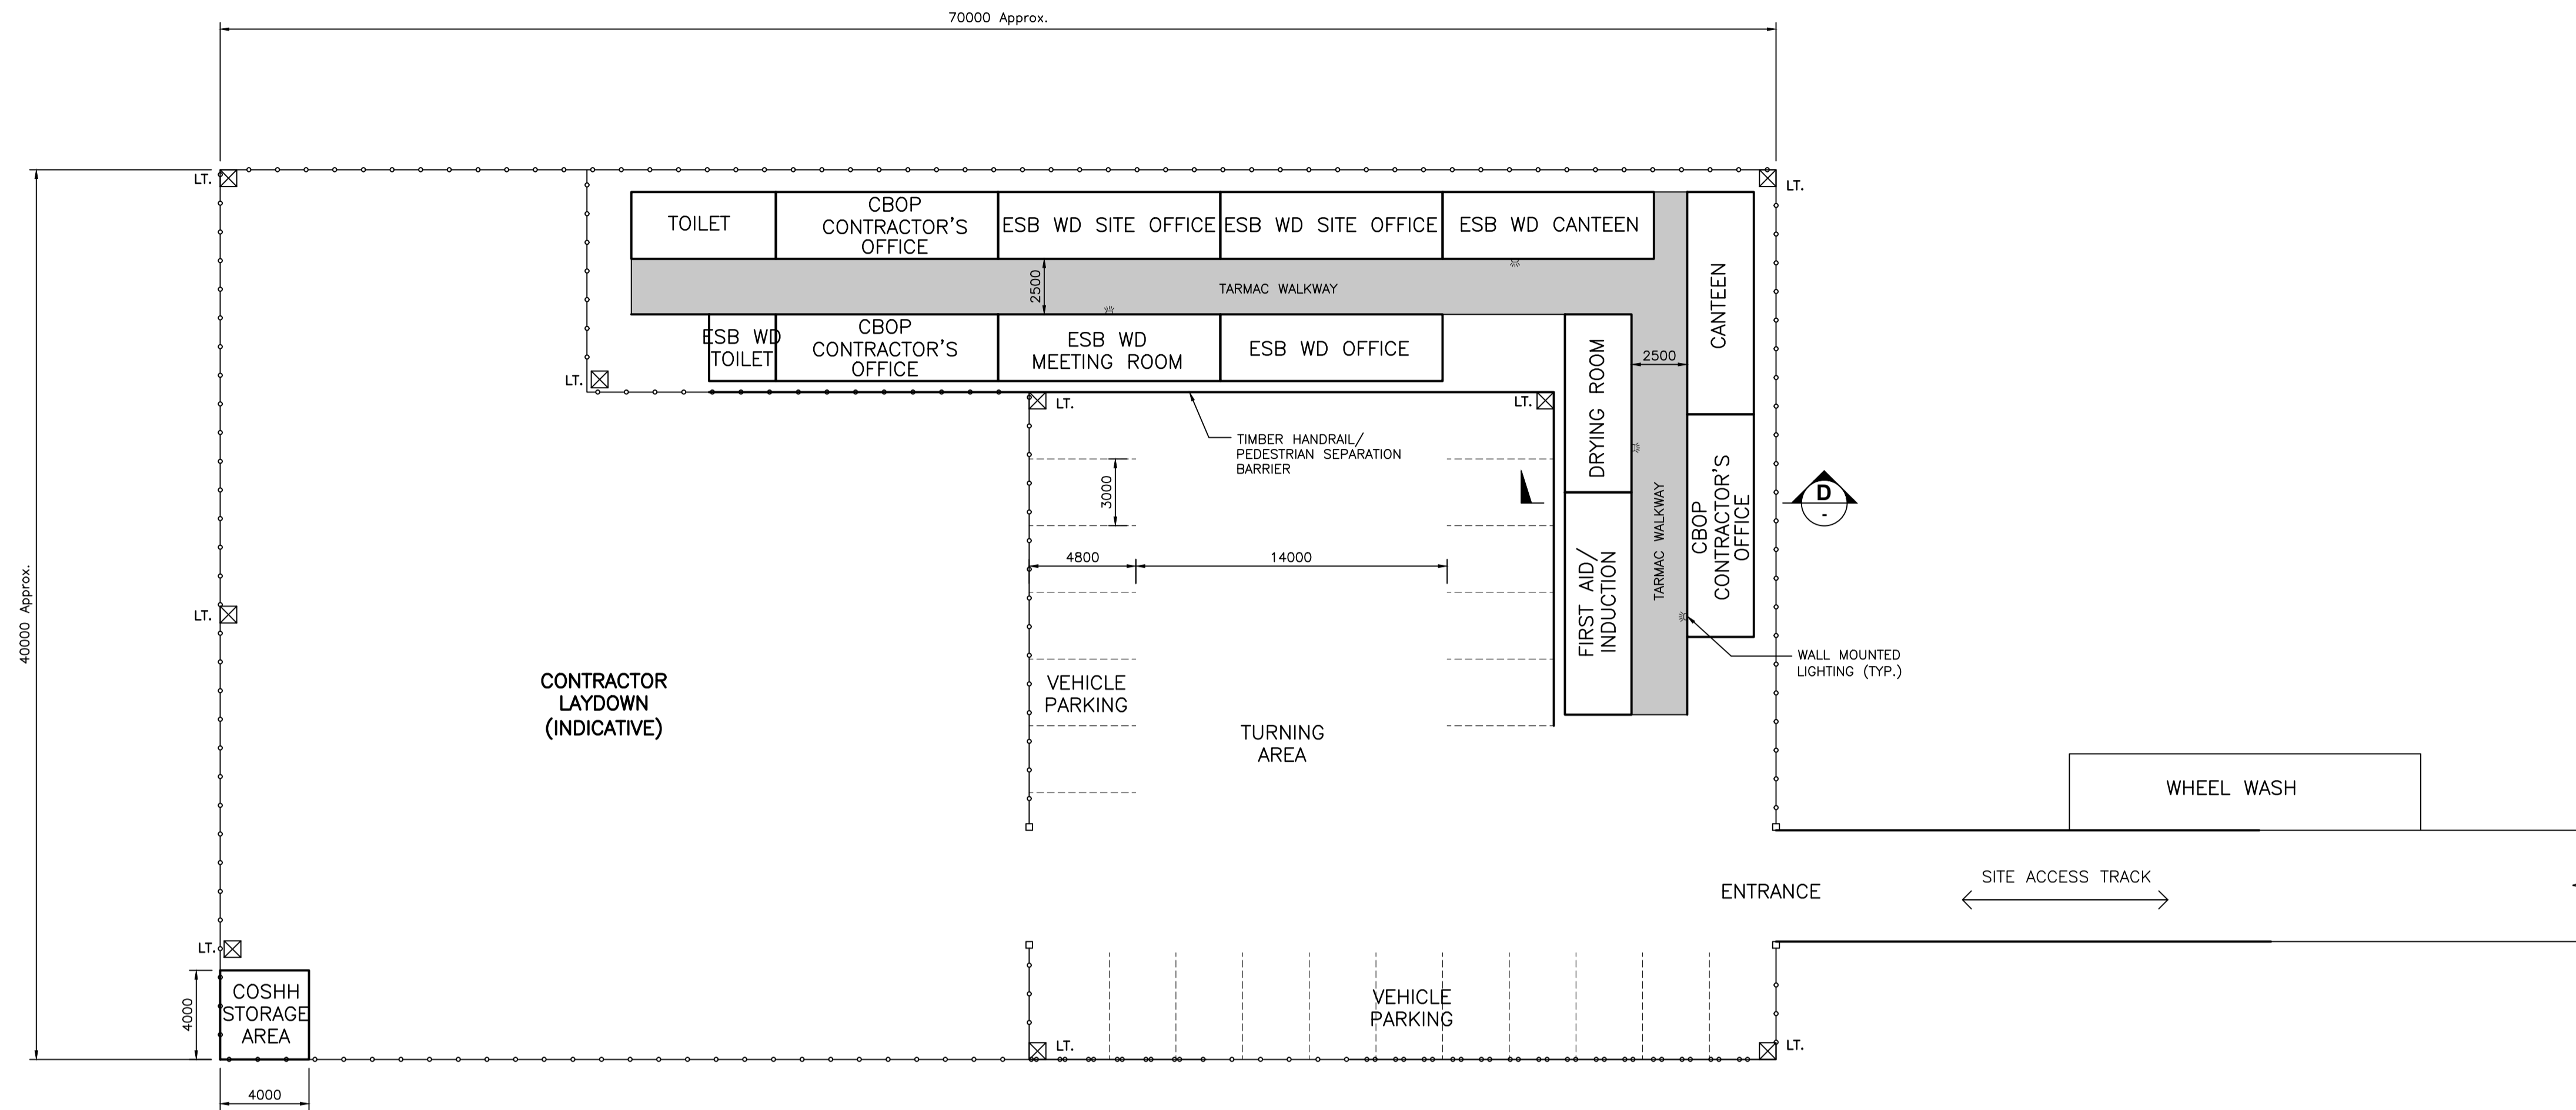 70000 Approx.
LT.
LT.
TOILET
CBOP
CONTRACTOR'S
OFFICE
ESB WD SITE OFFICE
ESB WD SITE OFFICE
ESB WD CANTEEN
CANTEEN
2500
TARMAC WALKWAY
ESB WD
TOILET
CBOP
CONTRACTOR'S
OFFICE
ESB WD
MEETING ROOM
ESB WD OFFICE
DRYING ROOM
2500
LT.
LT.
LT.
TIMBER HANDRAIL/
PEDESTRIAN SEPARATION
BARRIER
3000
4800
14000
FIRST AID/
INDUCTION
TARMAC WALKWAY
CBOP
CONTRACTOR'S
OFFICE
D
-
40000 Approx.
LT.
WALL MOUNTED
LIGHTING (TYP.)
CONTRACTOR
LAYDOWN
(INDICATIVE)
VEHICLE
PARKING
TURNING
AREA
WHEEL WASH
ENTRANCE
SITE ACCESS TRACK
LT.
4000
COSHH
STORAGE
AREA
VEHICLE
PARKING
LT.
LT.
4000